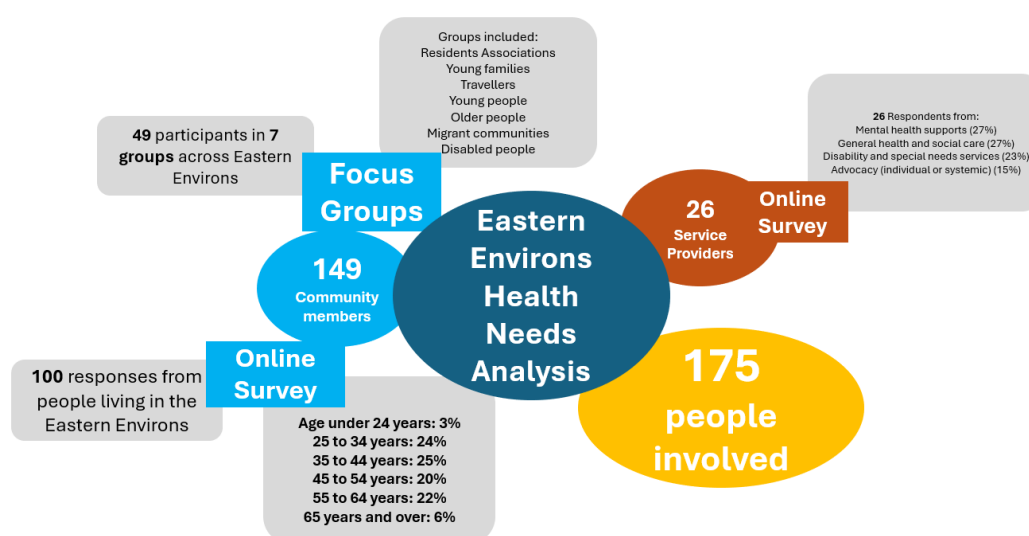 Groups included:
Residents Associations
Young families
Travellers
Young people
Older people
Migrant communities
Disabled people
49 participants in 7
groups across Eastern
Environs
Focus
Groups
26 Respondents from:
Mental health supports (27%)
General health and social care (27%)
Disability and special needs services (23%)
Advocacy (individual or systemic) (15%)
Online
Survey
26
Service
Providers
Eastern
Environs
Health
Needs
Analysis
149
Community
members
Online
Survey
100 responses from
people living in the
Eastern Environs
Age under 24 years: 3%
25 to 34 years: 24%
35 to 44 years: 25%
45 to 54 years: 20%
55 to 64 years: 22%
65 years and over: 6%
175
people
involved